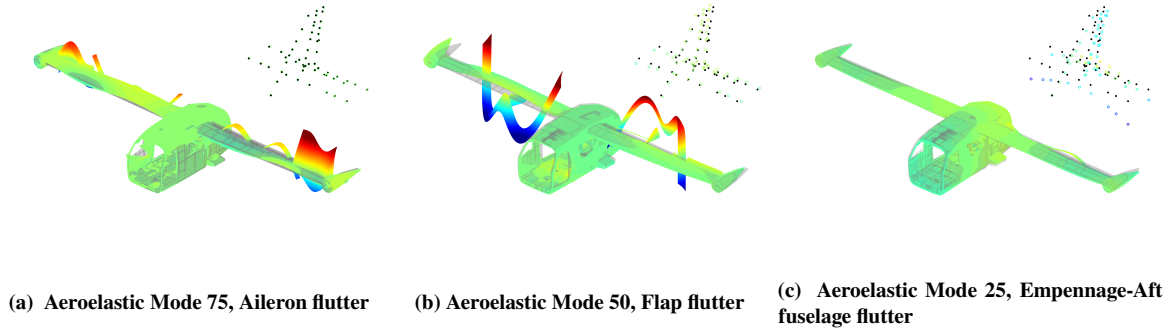 (a) Aeroelastic Mode 75, Aileron flutter
(b) Aeroelastic Mode 50, Flap flutter
(c) Aeroelastic Mode 25, Empennage-Aft
fuselage flutter